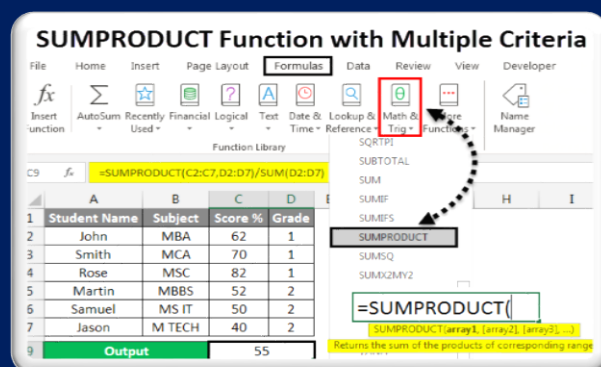 SUMPRODUCT Function with Multiple Criteria
File Home Insert Page Layout Formulas Data Review View Developer
fx
Insert Function
AutoSum
Recently Used
Financial
Logical
Text
Date & Time
Lookup & Reference
Math & Trig
Functions
Name Manager
Function Library
C9 fx =SUMPRODUCT(C2:C7,D2:D7)/SUM(D2:D7)
SQRTPI
SUBTOTAL
SUM
SUMIF
SUMIFS
SUMPRODUCT
SUMSQ
SUMX2MY2
A B C D H I
1 Student Name Subject Score % Grade
2 John MBA 62 1
3 Smith MCA 70 1
4 Rose MSC 82 1
5 Martin MBBS 52 2
6 Samuel MS IT 50 2
7 Jason M TECH 40 2
9 Output 55
=SUMPRODUCT(
SUMPRODUCT(array1, [array2], [array3], ...)
Returns the sum of the products of corresponding range